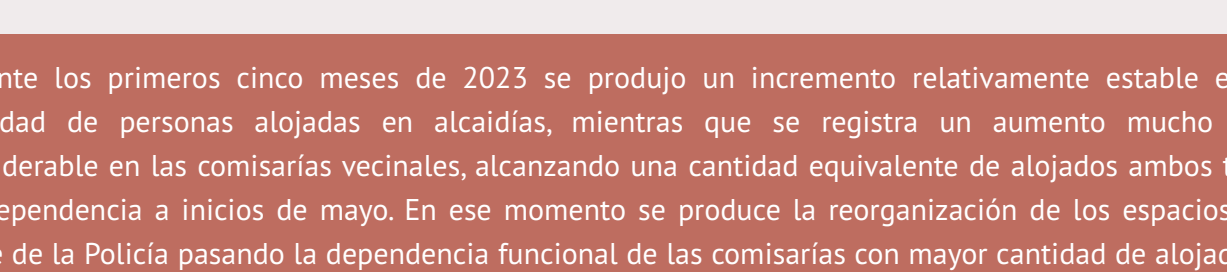 nte los primeros cinco meses de 2023 se produjo un incremento relativamente estable e
dad de personas alojadas en alcaidías, mientras que se registra un aumento mucho
derable en las comisarías vecinales, alcanzando una cantidad equivalente de alojados ambos t
ependencia a inicios de mayo. En ese momento se produce la reorganización de los espacios
e de la Policía pasando la dependencia funcional de las comisarías con mayor cantidad de alojad